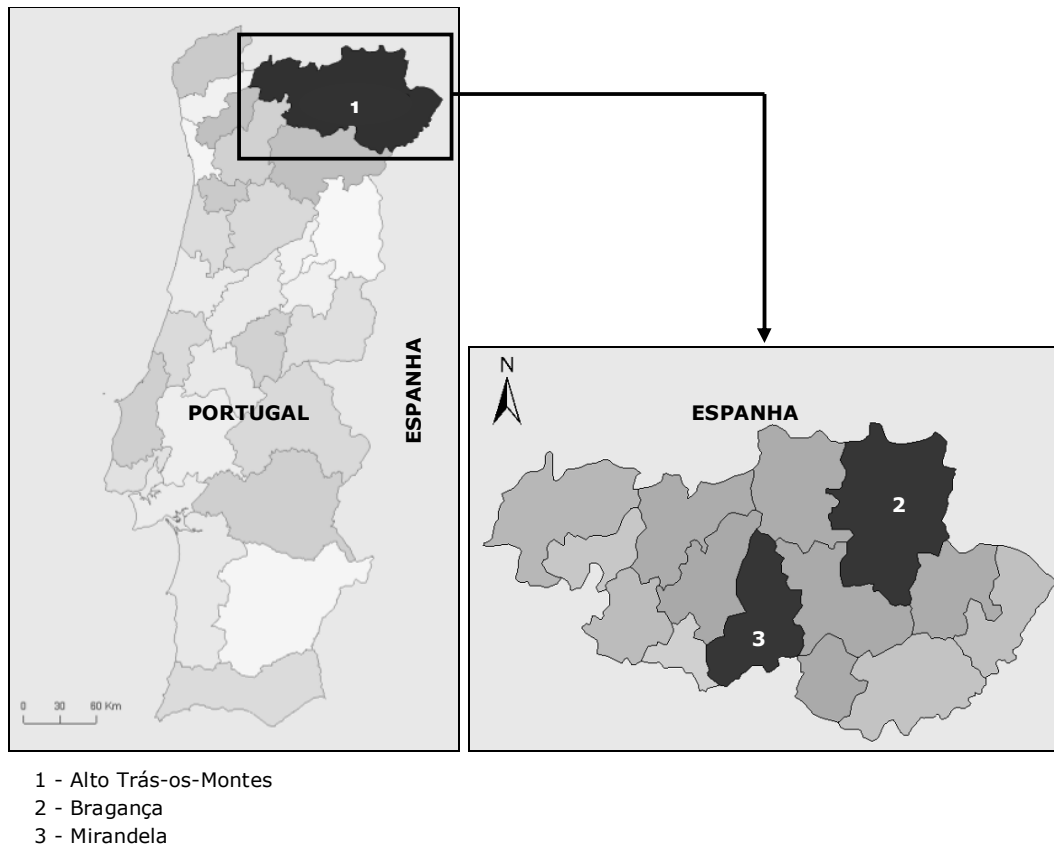 1
PORTUGAL
ESPANHA
0 30 60 Km
N
ESPANHA
2
3
1 - Alto Trás-os-Montes
2 - Bragança
3 - Mirandela